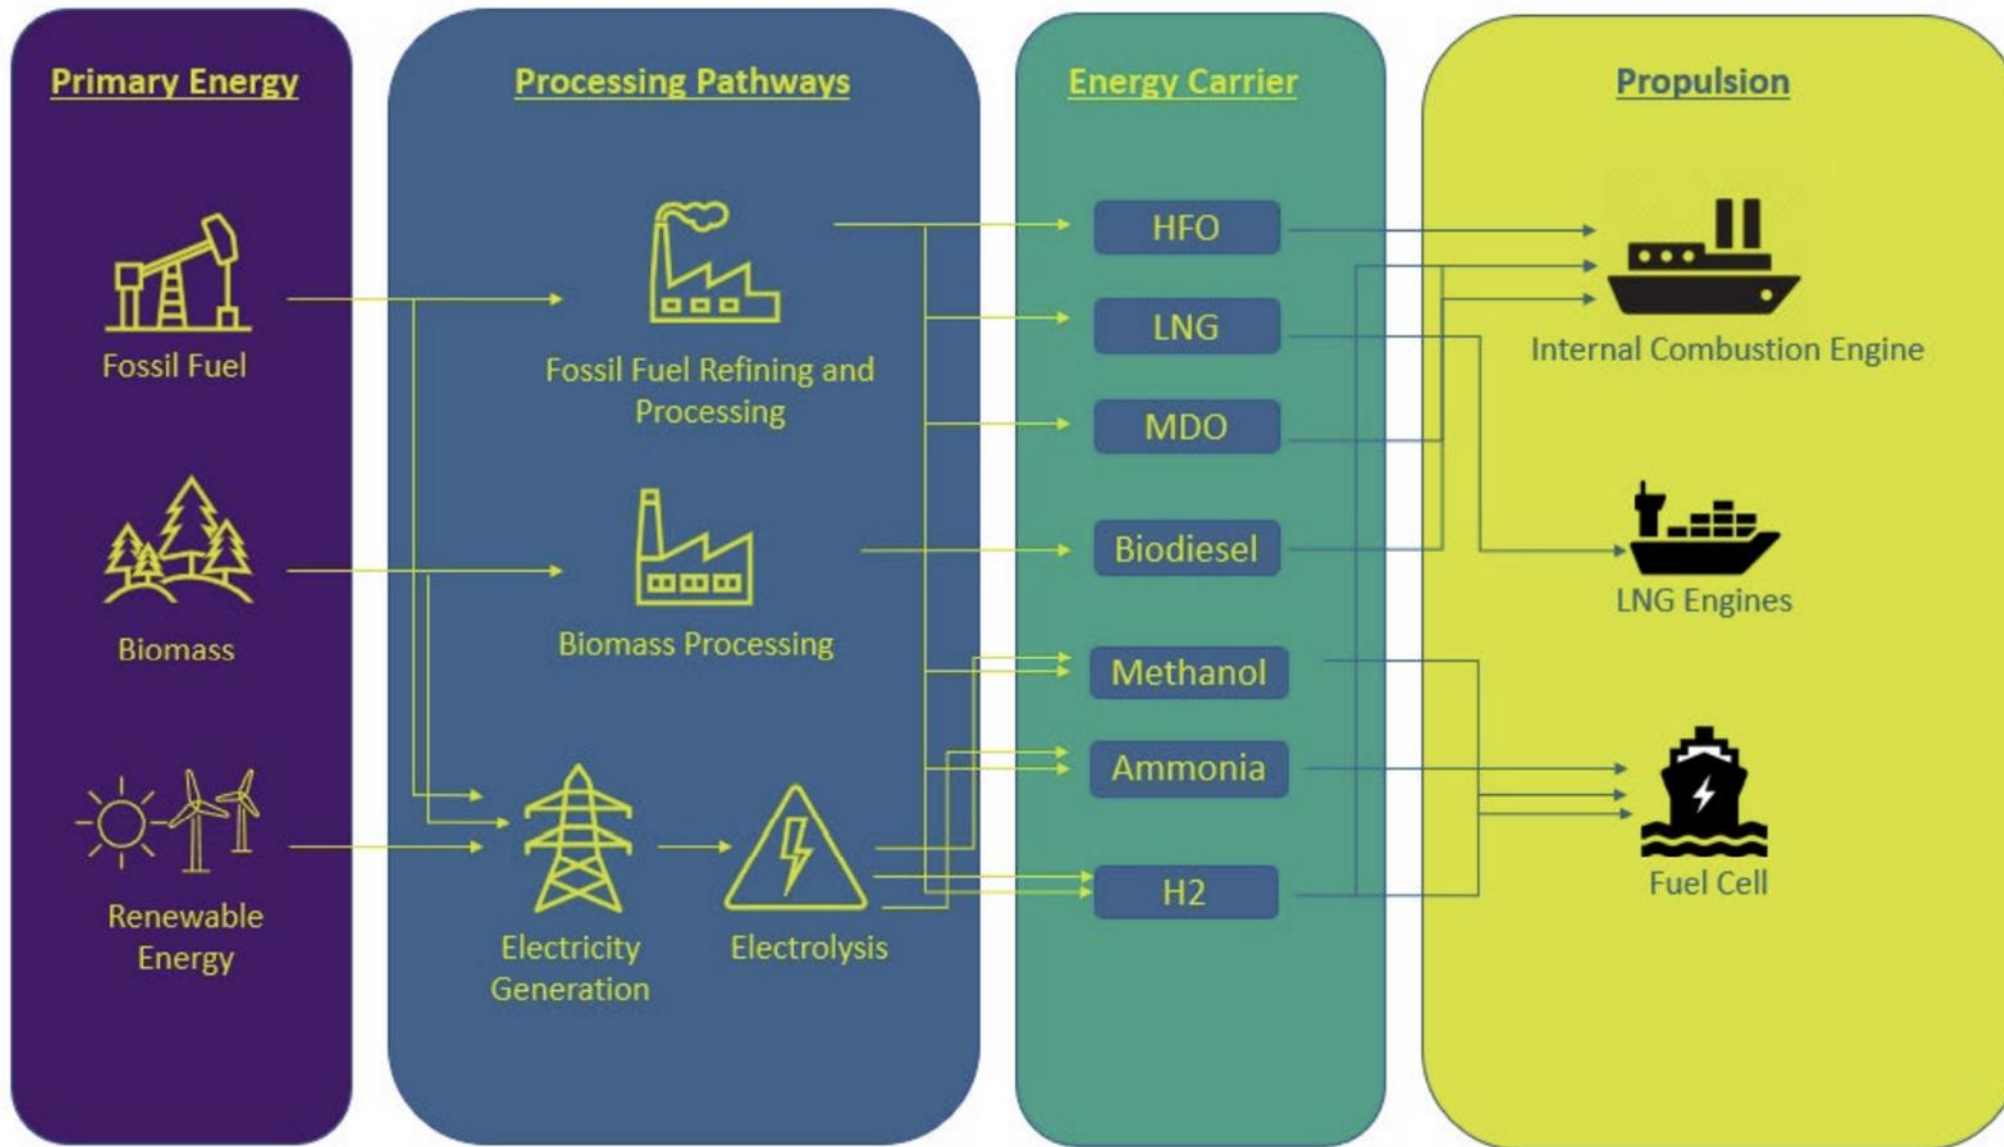 Primary Energy
Fossil Fuel
Biomass
Renewable
Energy
Processing Pathways
Fossil Fuel Refining and
Processing
Biomass Processing
Electricity
Generation
Electrolysis
Energy Carrier
HFO
LNG
MDO
Biodiesel
Methanol
Ammonia
H2
Propulsion
Internal Combustion Engine
LNG Engines
Fuel Cell